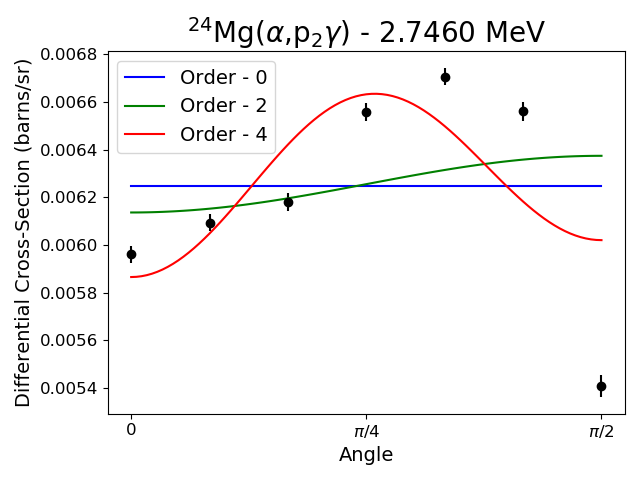 ²⁴Mg(α,p₂γ) - 2.7460 MeV
Differential Cross-Section (barns/sr)
0.0068
0.0066
0.0064
0.0062
0.0060
0.0058
0.0056
0.0054
Order - 0
Order - 2
Order - 4
0
π/4
π/2
Angle